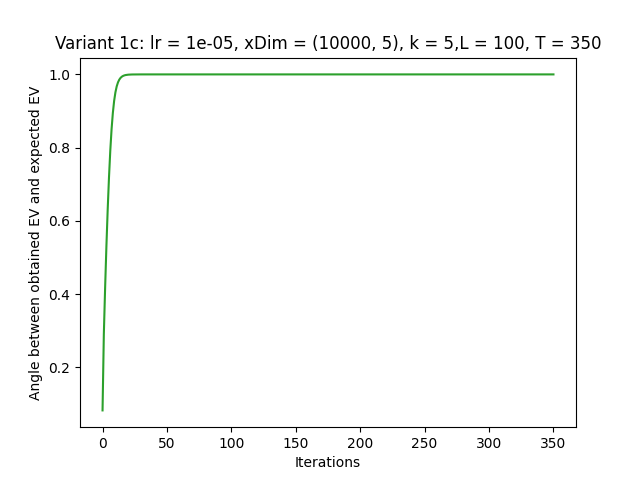 Variant 1c: lr = 1e-05, xDim = (10000, 5), k = 5,L = 100, T = 350
Angle between obtained EV and expected EV
1.0
0.8
0.6
0.4
0.2
0 50 100 150 200 250 300 350
Iterations